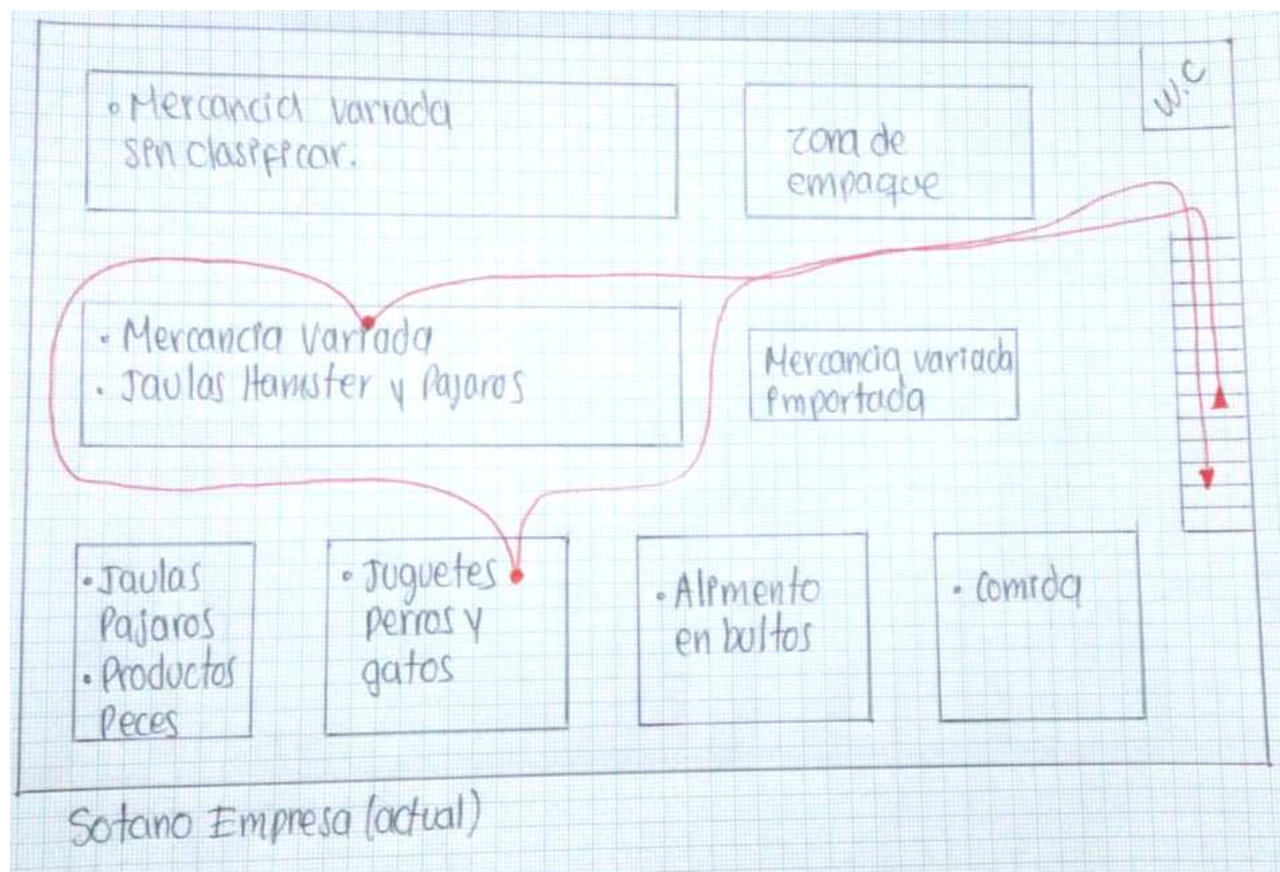 • Mercancia variada
sin clasificar.
zona de
empaque
W.C
• Mercancia Variada
• Jaulas Hamster y Pajaros
Mercancia variada
importada
• Jaulas
Pajaros
• Productos
Peces
• Juguetes
perros y
gatos
• Alimento
en bultos
• Comida
Sotano Empresa (actual)